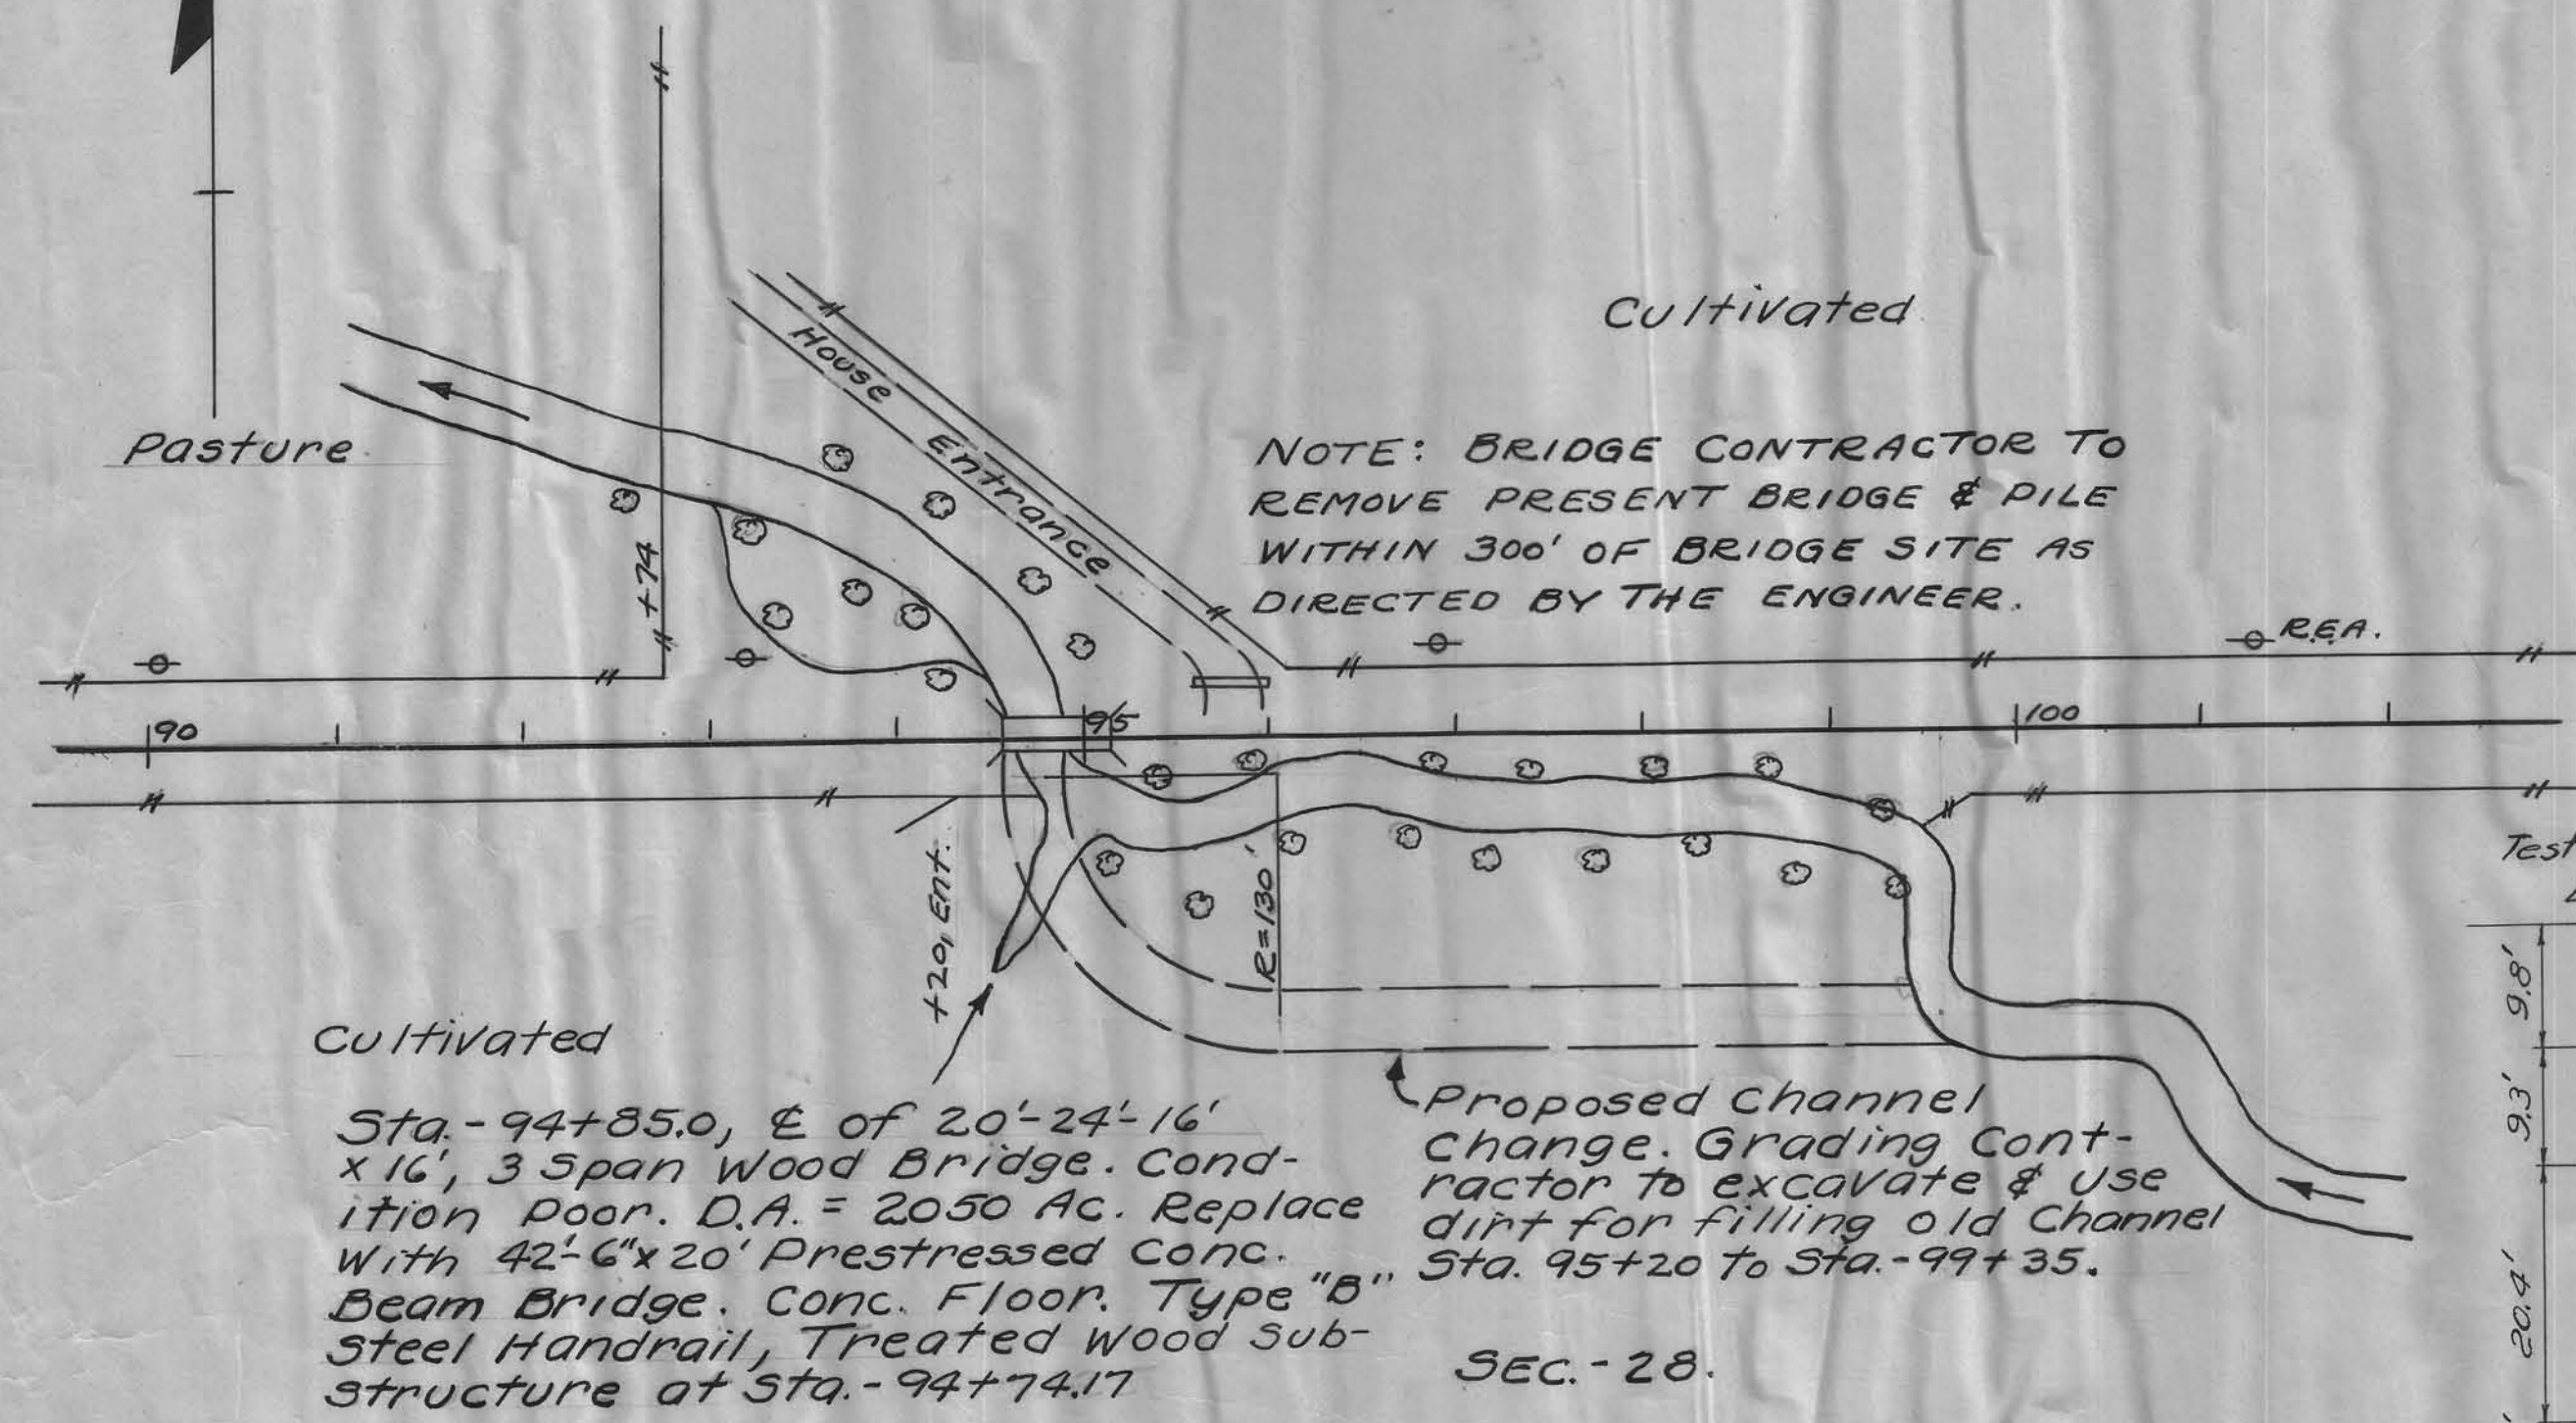 Cultivated
House Entrance
Pasture
NOTE: BRIDGE CONTRACTOR TO
REMOVE PRESENT BRIDGE & PILE
WITHIN 300' OF BRIDGE SITE AS
DIRECTED BY THE ENGINEER.
+74
R.E.A.
90
95
100
+20, Ent.
R=130'
Test
9.8'
9.3'
20.4'
Cultivated
Sta.-94+85.0, ℄ of 20'-24'-16'
x 16', 3 Span Wood Bridge. Cond-
ition Poor. D.A. = 2050 Ac. Replace
With 42'-6"x 20' Prestressed Conc.
Beam Bridge. Conc. Floor. Type "B"
Steel Handrail, Treated Wood Sub-
structure at Sta.-94+74.17
Proposed Channel
Change. Grading Cont-
ractor to excavate & use
dirt for filling old Channel
Sta. 95+20 to Sta.-99+35.
SEC.-28.